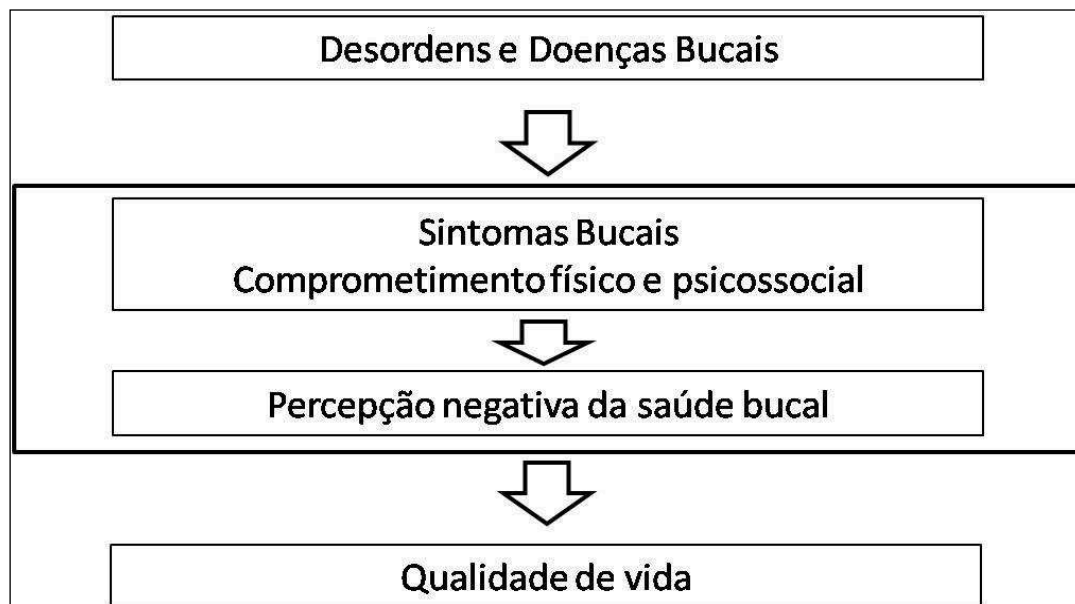 Desordens e Doenças Bucais
Sintomas Bucais
Comprometimento físico e psicossocial
Percepção negativa da saúde bucal
Qualidade de vida